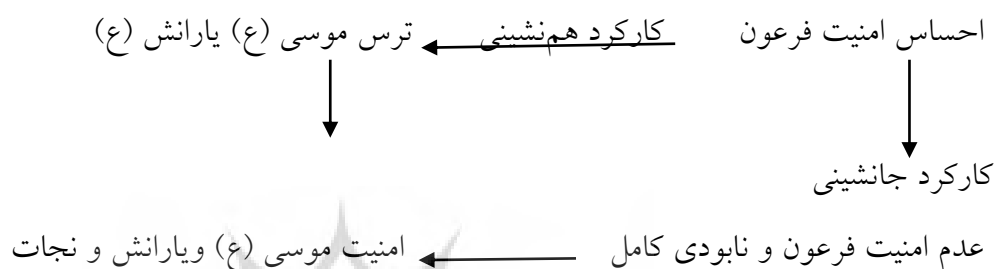 احساس امنیت فرعون کارکرد هم‌نشینی ترس موسی (ع) یارانش (ع)
کارکرد جانشینی
عدم امنیت فرعون و نابودی کامل امنیت موسی (ع) ویارانش و نجات